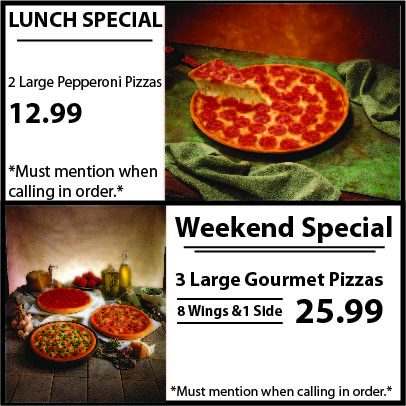 LUNCH SPECIAL
2 Large Pepperoni Pizzas
12.99
*Must mention when
calling in order.*
Weekend Special
3 Large Gourmet Pizzas
8 Wings &1 Side 25.99
*Must mention when calling in order.*